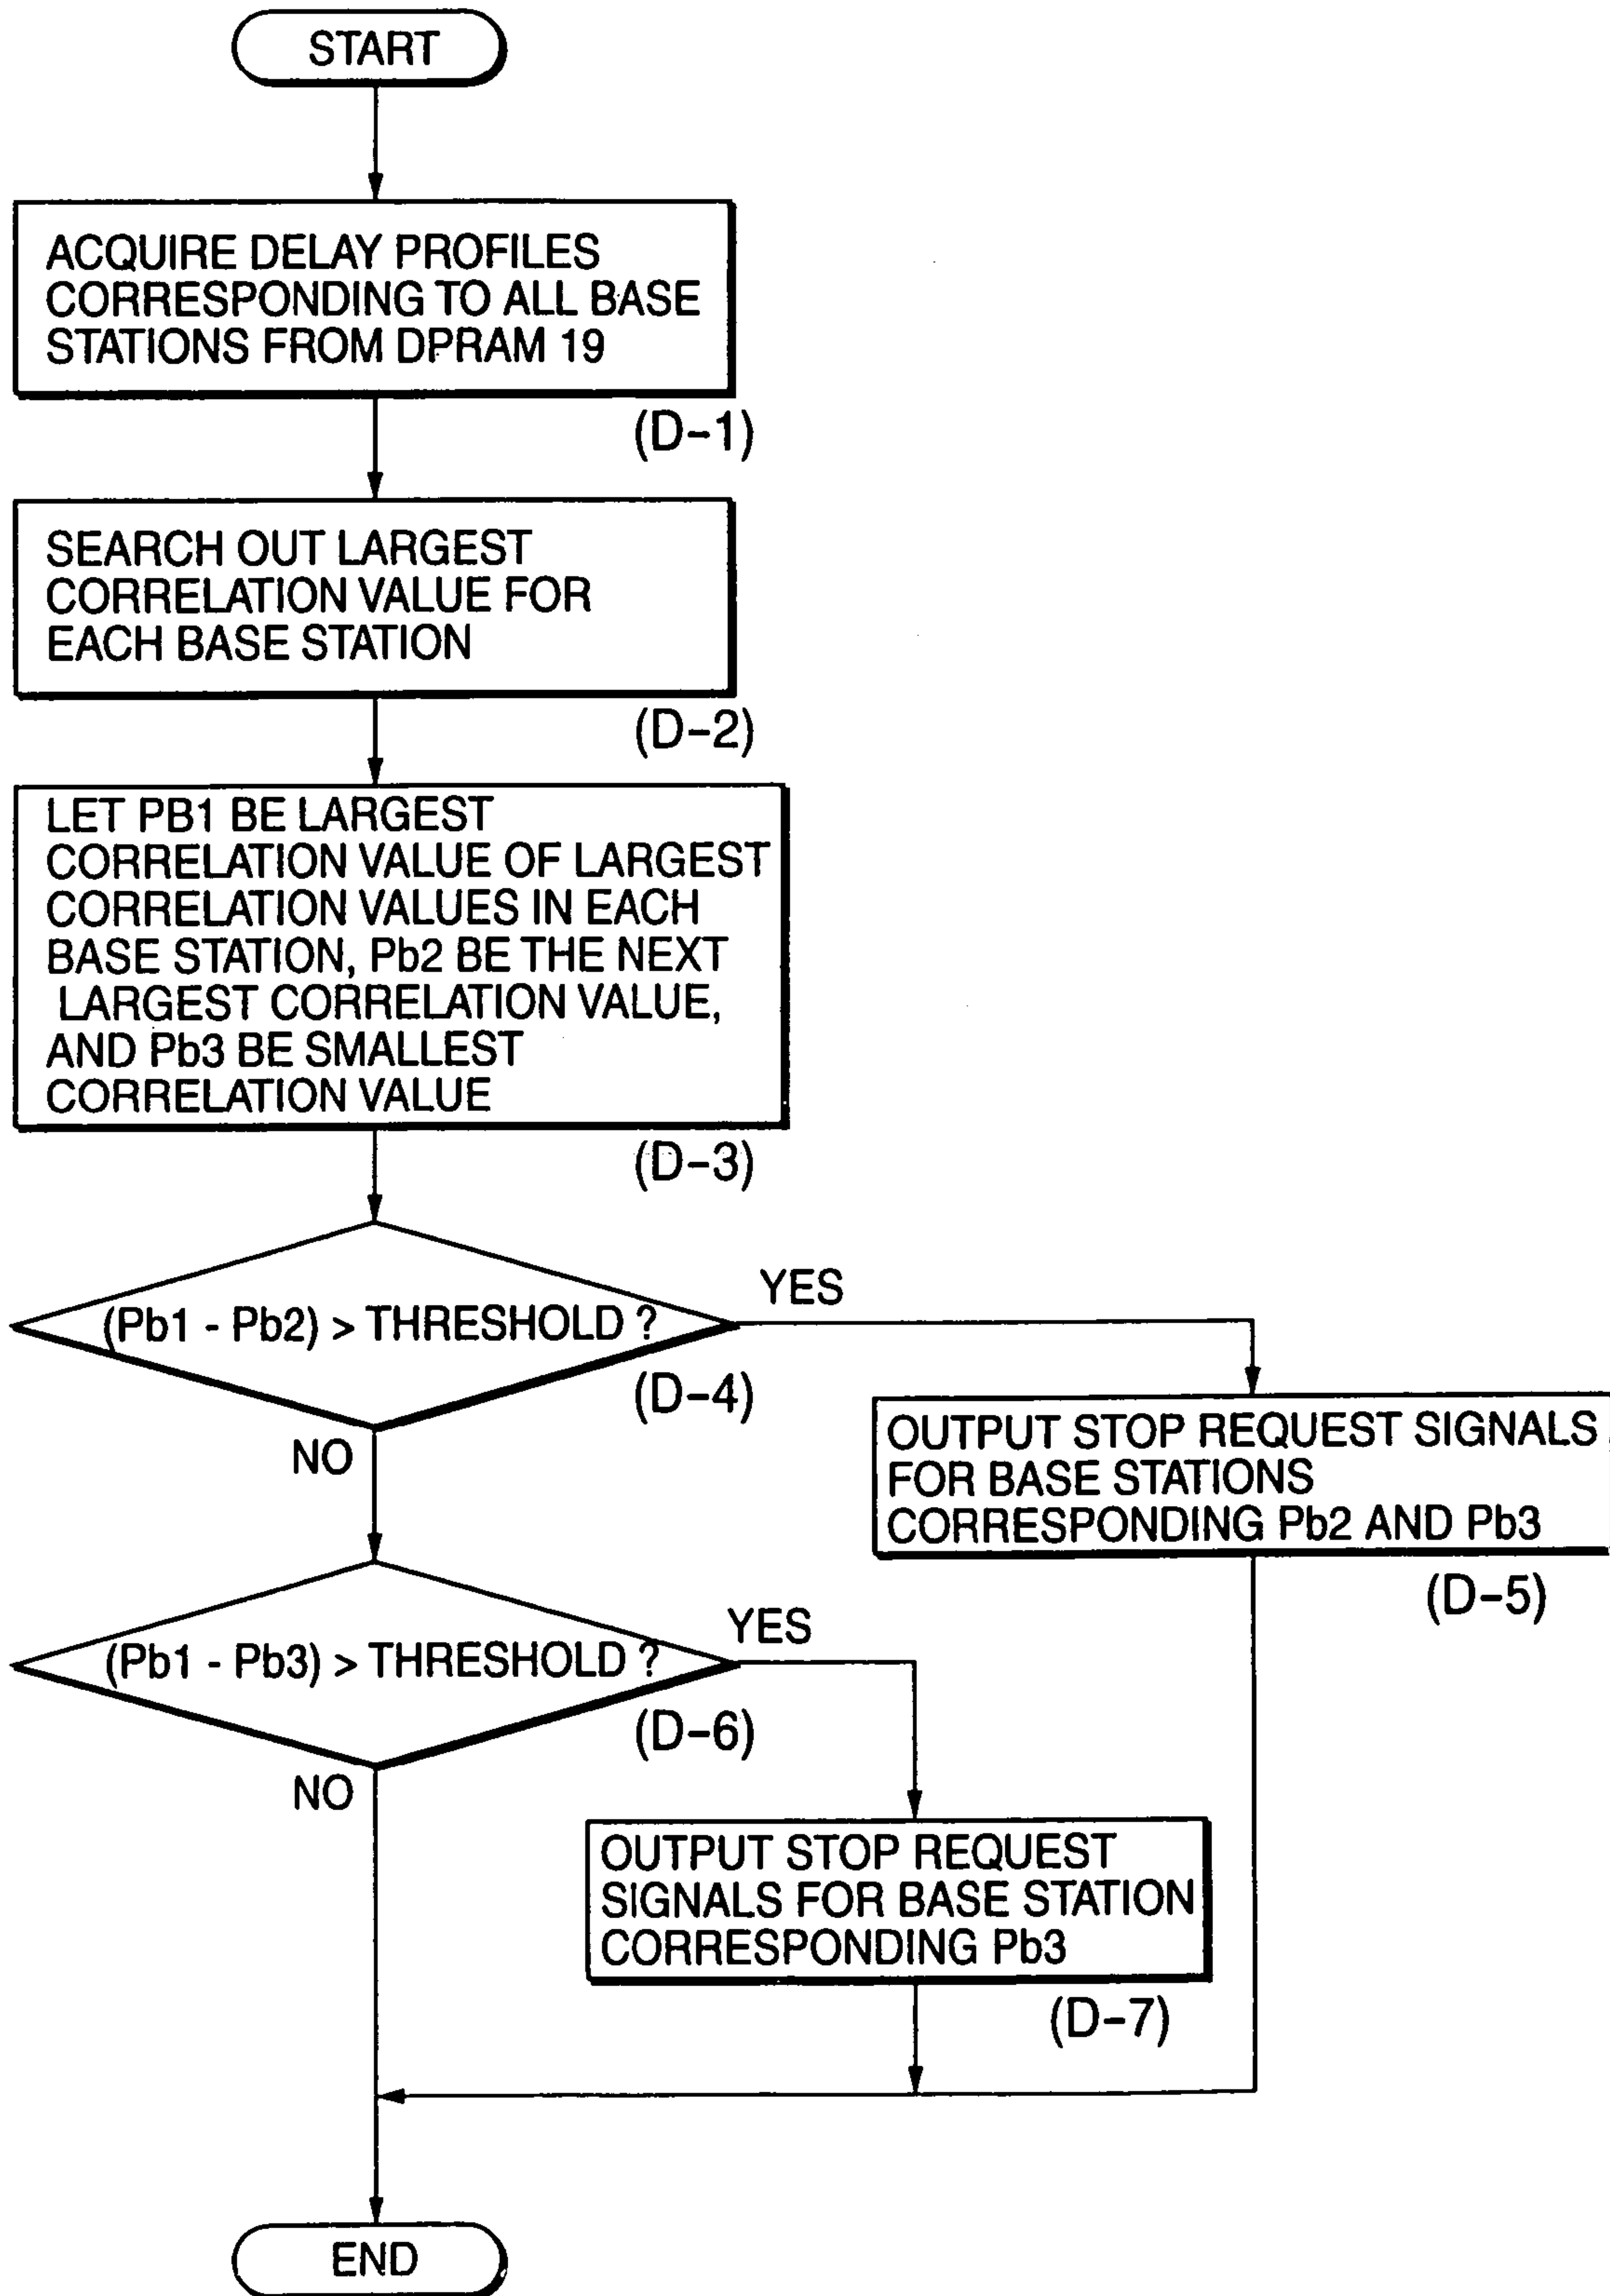 START
ACQUIRE DELAY PROFILES
CORRESPONDING TO ALL BASE
STATIONS FROM DPRAM 19
(D-1)
SEARCH OUT LARGEST
CORRELATION VALUE FOR
EACH BASE STATION
(D-2)
LET PB1 BE LARGEST
CORRELATION VALUE OF LARGEST
CORRELATION VALUES IN EACH
BASE STATION, Pb2 BE THE NEXT
LARGEST CORRELATION VALUE,
AND Pb3 BE SMALLEST
CORRELATION VALUE
(D-3)
(Pb1 - Pb2) > THRESHOLD ?
YES
(D-4)
NO
OUTPUT STOP REQUEST SIGNALS
FOR BASE STATIONS
CORRESPONDING Pb2 AND Pb3
(D-5)
(Pb1 - Pb3) > THRESHOLD ?
YES
(D-6)
NO
OUTPUT STOP REQUEST
SIGNALS FOR BASE STATION
CORRESPONDING Pb3
(D-7)
END